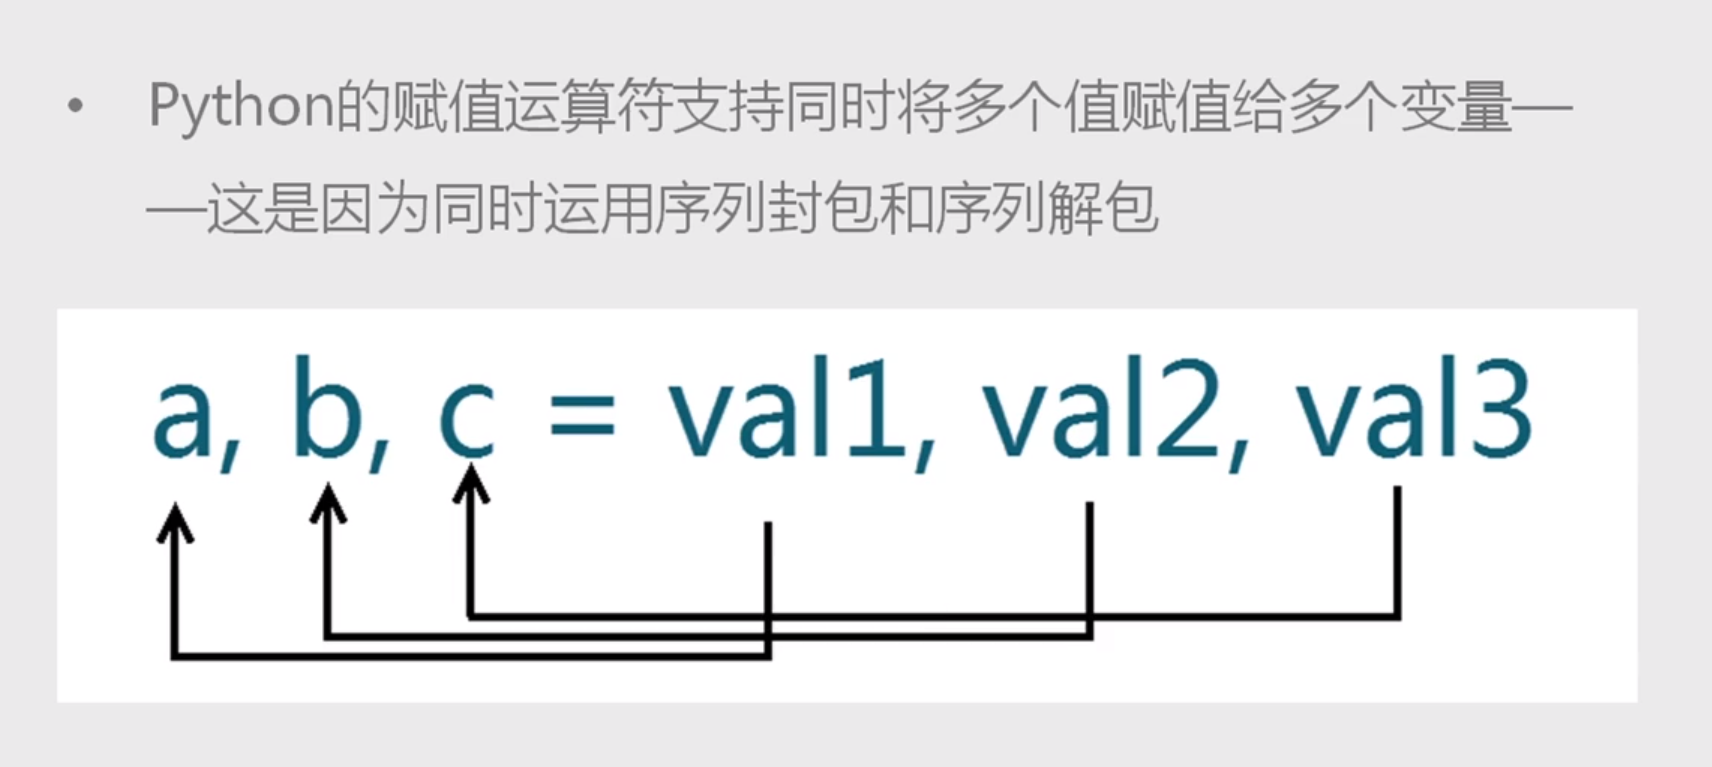 • Python的赋值运算符支持同时将多个值赋值给多个变量—
—这是因为同时运用序列封包和序列解包
a, b, c = val1, val2, val3